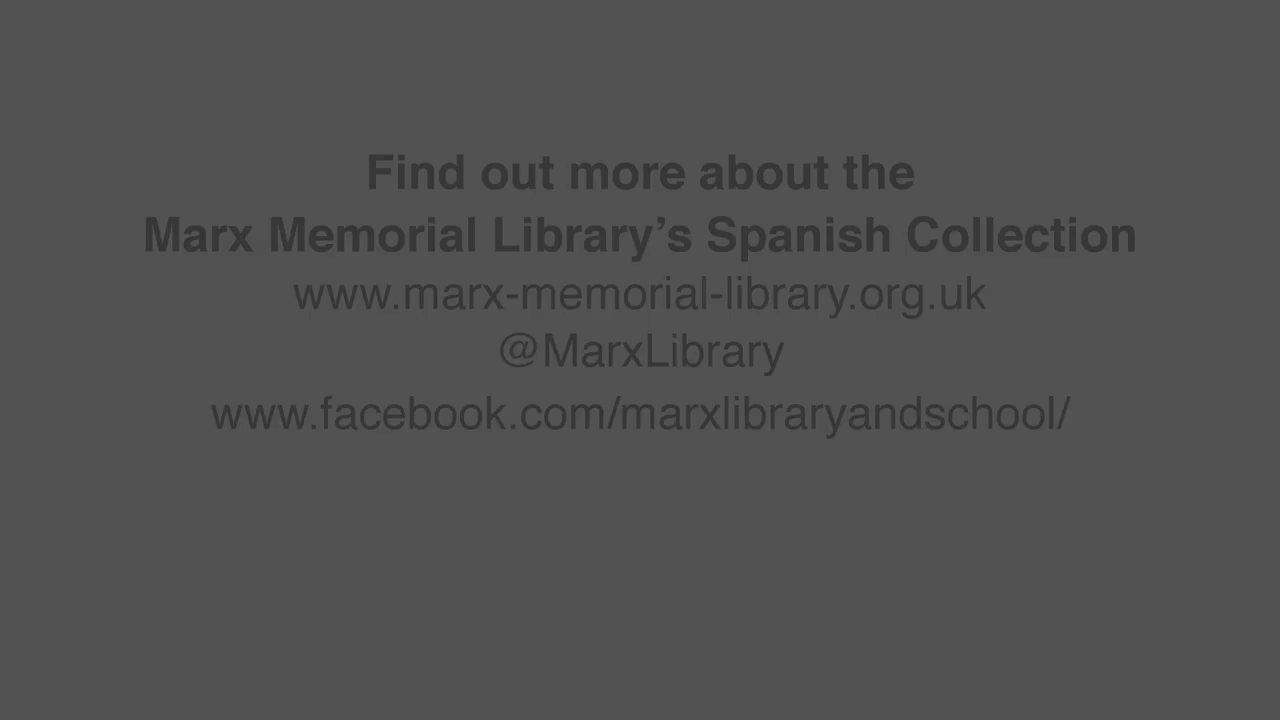 Find out more about the
Marx Memorial Library’s Spanish Collection
www.marx-memorial-library.org.uk
@MarxLibrary
www.facebook.com/marxlibraryandschool/